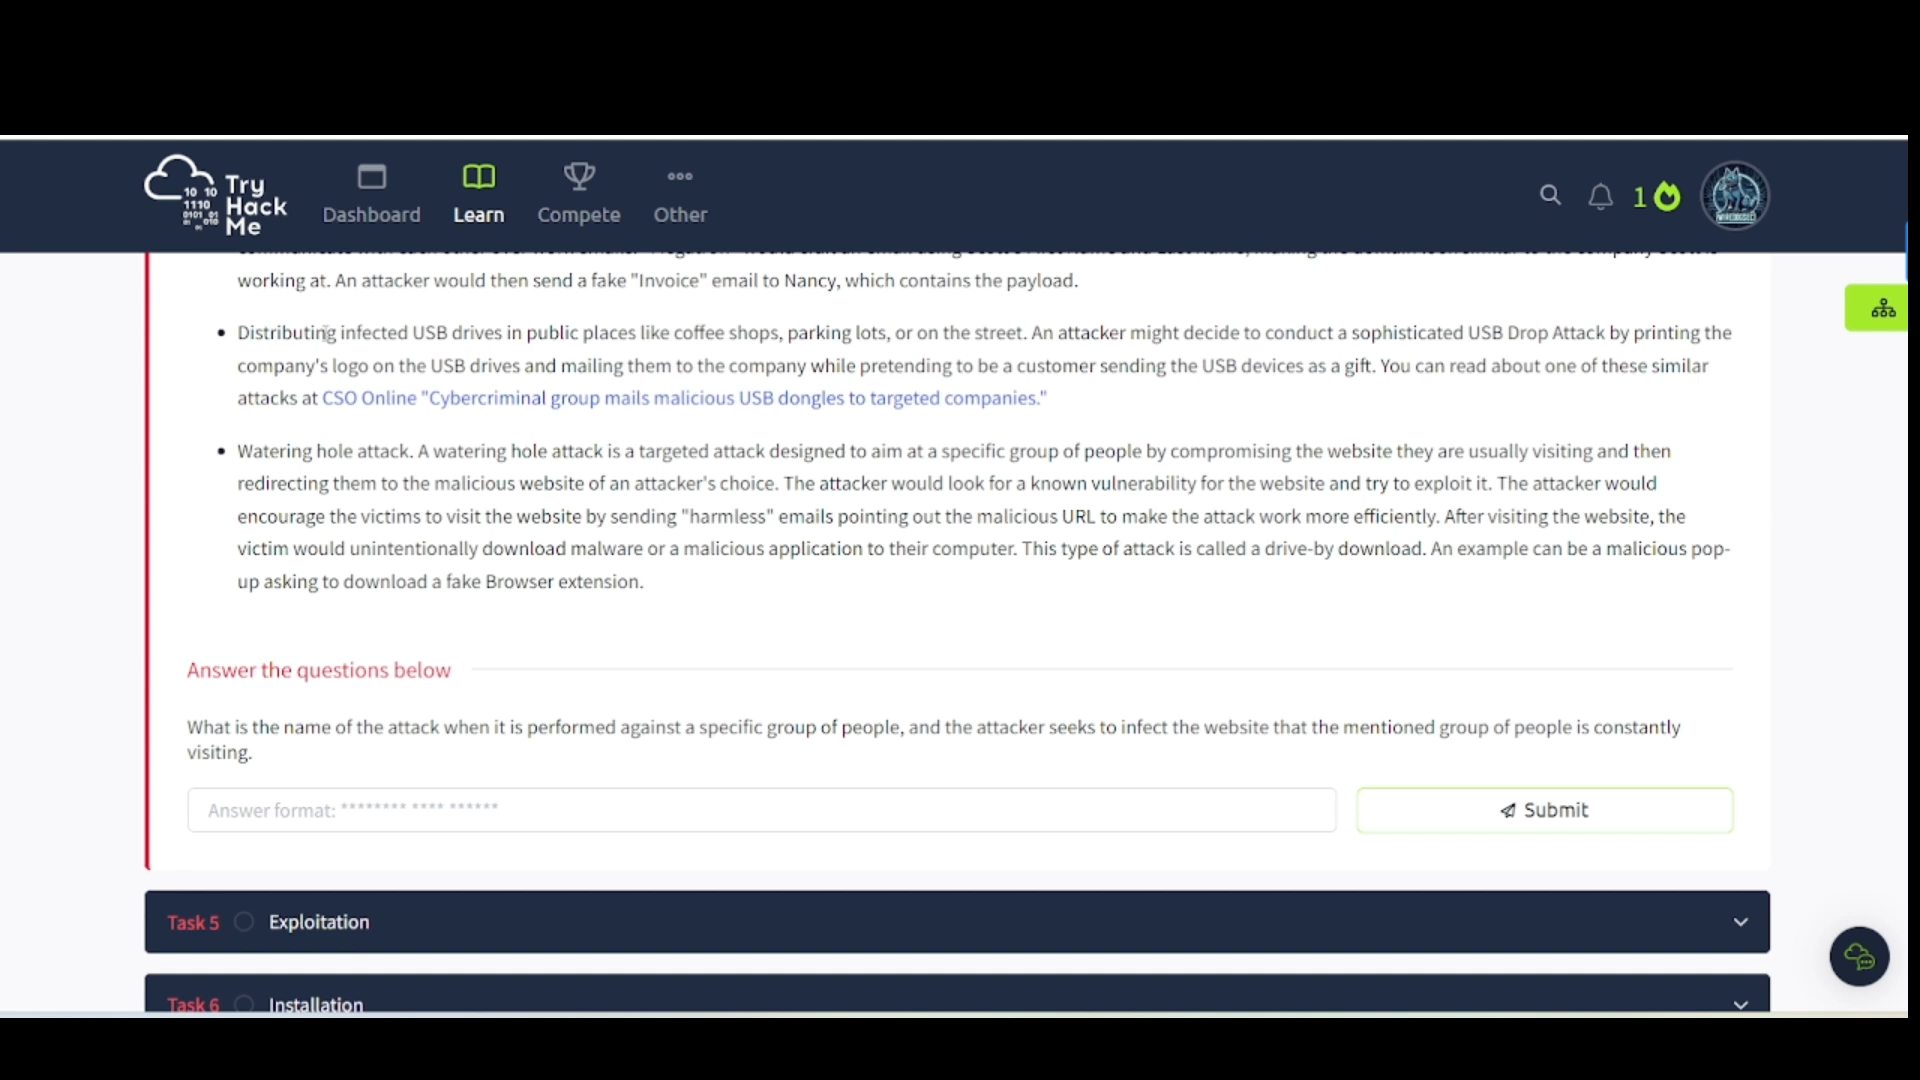 10 10
1110
0101 01
01 010
Try
Hack
Me
Dashboard
Learn
Compete
Other
1
working at. An attacker would then send a fake "Invoice" email to Nancy, which contains the payload.
Distributing infected USB drives in public places like coffee shops, parking lots, or on the street. An attacker might decide to conduct a sophisticated USB Drop Attack by printing the
company's logo on the USB drives and mailing them to the company while pretending to be a customer sending the USB devices as a gift. You can read about one of these similar
attacks at CSO Online "Cybercriminal group mails malicious USB dongles to targeted companies."
Watering hole attack. A watering hole attack is a targeted attack designed to aim at a specific group of people by compromising the website they are usually visiting and then
redirecting them to the malicious website of an attacker's choice. The attacker would look for a known vulnerability for the website and try to exploit it. The attacker would
encourage the victims to visit the website by sending "harmless" emails pointing out the malicious URL to make the attack work more efficiently. After visiting the website, the
victim would unintentionally download malware or a malicious application to their computer. This type of attack is called a drive-by download. An example can be a malicious pop-
up asking to download a fake Browser extension.
Answer the questions below
What is the name of the attack when it is performed against a specific group of people, and the attacker seeks to infect the website that the mentioned group of people is constantly
visiting.
Answer format: ******** **** ******
Submit
Task 5 Exploitation
Task 6 Installation